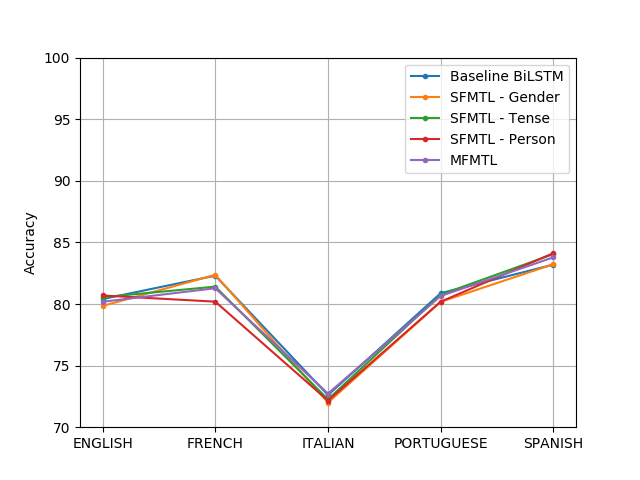 100
95
90
85
80
75
70
Accuracy
Baseline BiLSTM
SFMTL - Gender
SFMTL - Tense
SFMTL - Person
MFMTL
ENGLISH
FRENCH
ITALIAN
PORTUGUESE
SPANISH